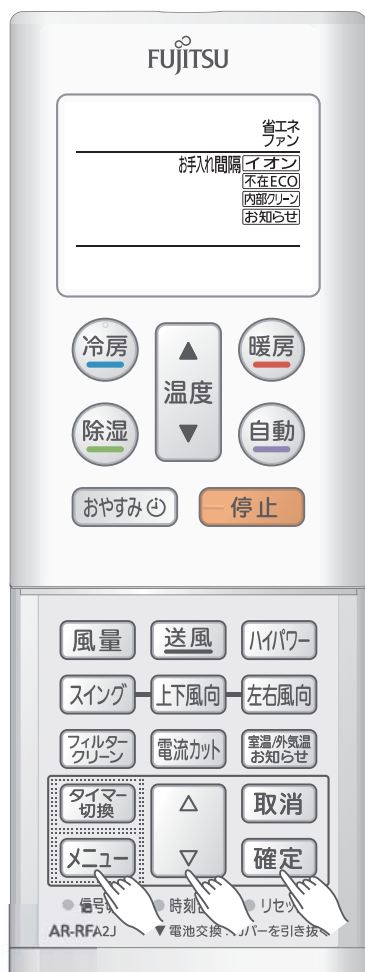 FUJITSU
省エネ
ファン
お手入れ間隔 イオン
不在ECO
内部クリーン
お知らせ
冷房
▲
暖房
温度
除湿
▼
自動
おやすみ
停止
風量
送風
ハイパワー
スイング
上下風向
左右風向
フィルター
クリーン
電流カット
室温/外気温
お知らせ
タイマー
切換
△
取消
メニュー
▽
確定
信号
時刻
リセッ
AR-RFA2J
▼電池交換:
バーを引き抜